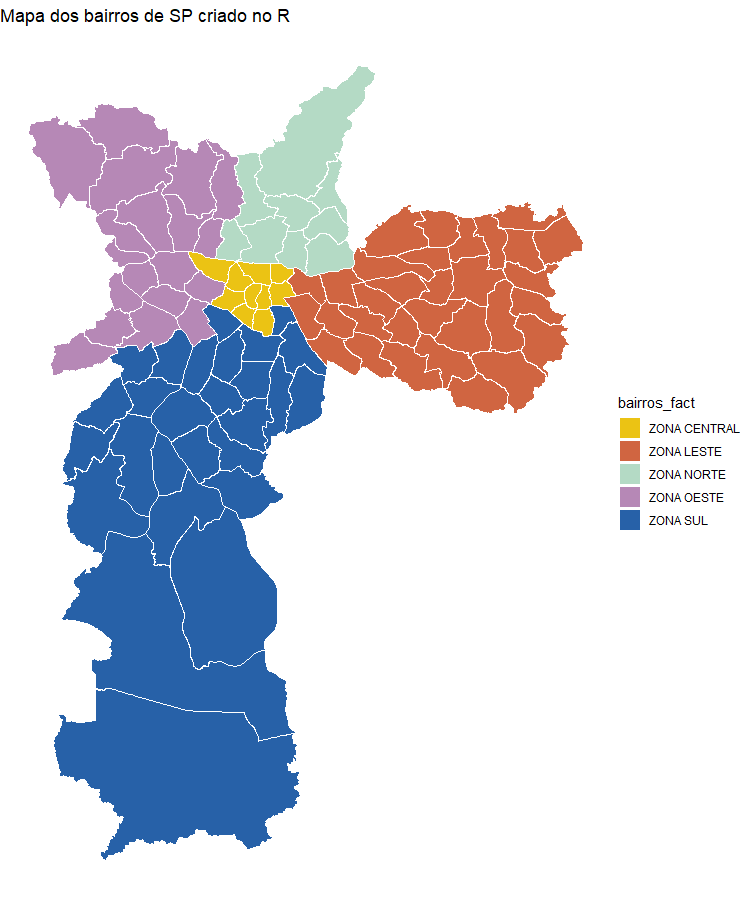 Mapa dos bairros de SP criado no R
bairros_fact
ZONA CENTRAL
ZONA LESTE
ZONA NORTE
ZONA OESTE
ZONA SUL